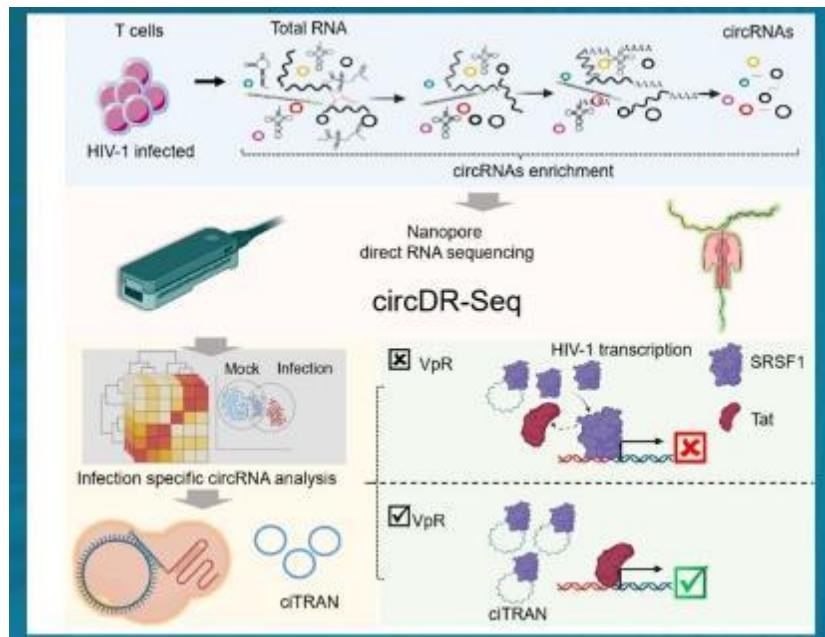 T cells
Total RNA
circRNAs
HIV-1 infected
circRNAs enrichment
Nanopore
direct RNA sequencing
circDR-Seq
Mock Infection
Infection specific circRNA analysis
ciTRAN
VpR
HIV-1 transcription
SRSF1
Tat
VpR
ciTRAN